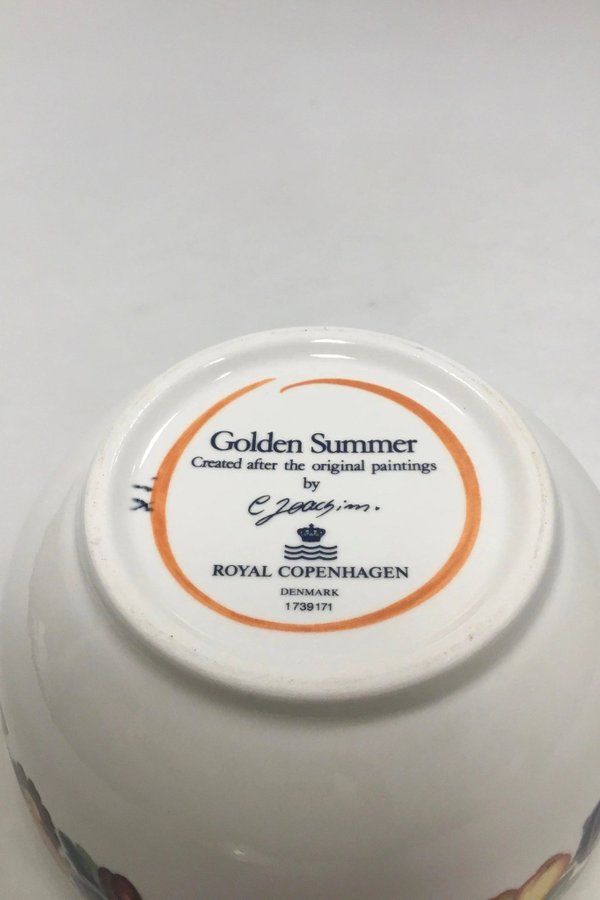 Golden Summer
Created after the original paintings
by
C Joachim.
ROYAL COPENHAGEN
DENMARK
1739171